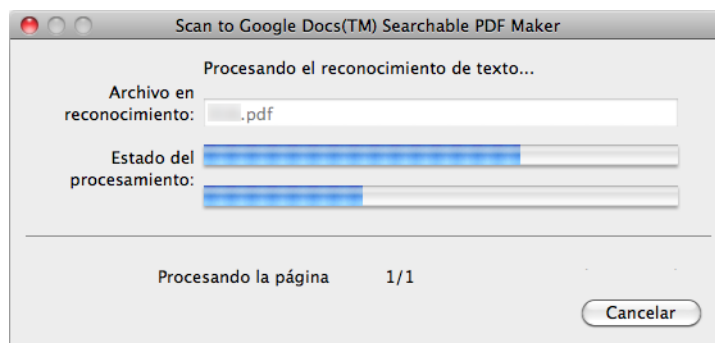 Scan to Google Docs(TM) Searchable PDF Maker
Procesando el reconocimiento de texto...
Archivo en
reconocimiento:
.pdf
Estado del
procesamiento:
Procesando la página 1/1
Cancelar